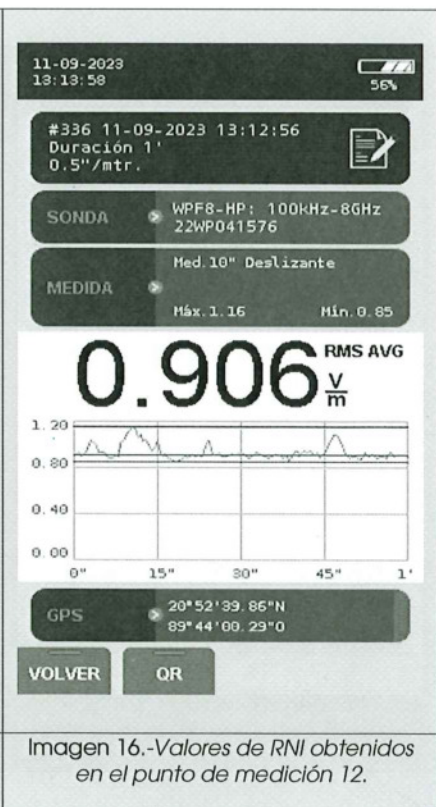 11-09-2023
13:13:58
56%
#336 11-09-2023 13:12:56
Duración 1'
0.5"/mtr.
SONDA
WPF8-HP: 100kHz-8GHz
22WP041576
MEDIDA
Med.10" Deslizante
Máx.1.16 Mín.0.85
0.906 RMS AVG
V/m
1.20
0.80
0.40
0.00
0" 15" 30" 45" 1'
GPS
20°52'39.86"N
89°44'00.29"O
VOLVER QR
Imagen 16.-Valores de RNI obtenidos
en el punto de medición 12.